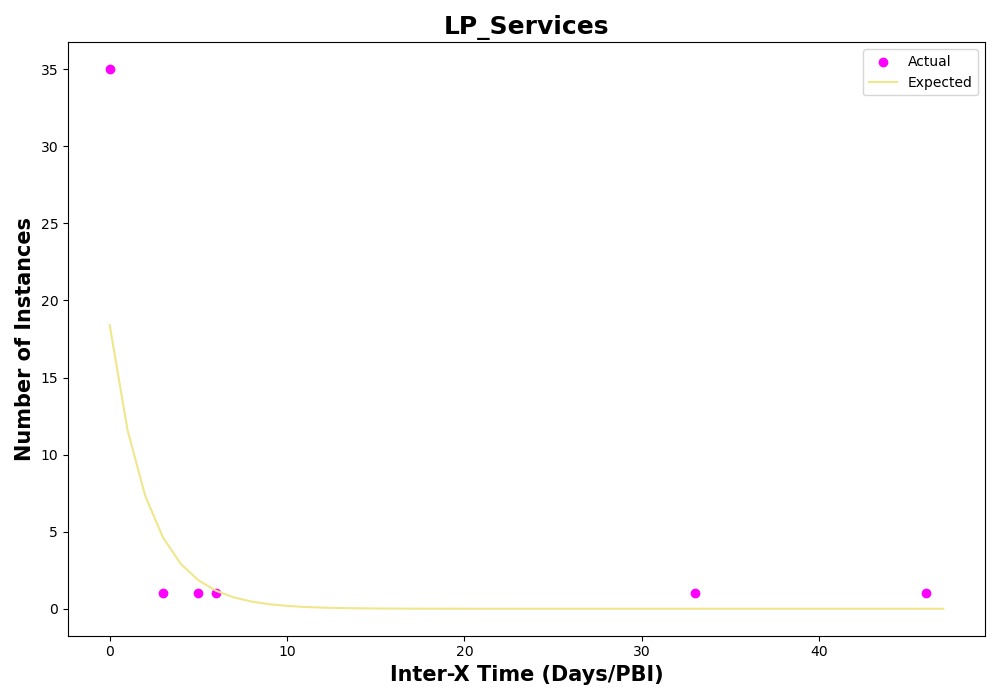 LP_Services
Actual
Expected
Number of Instances
35
30
25
20
15
10
5
0
0 10 20 30 40
Inter-X Time (Days/PBI)